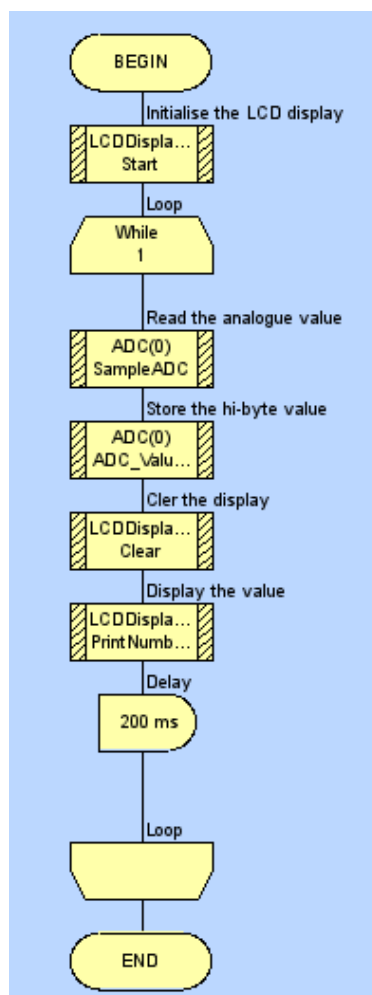 BEGIN
Initialise the LCD display
LCDDispla...
Start
Loop
While
1
Read the analogue value
ADC(0)
SampleADC
Store the hi-byte value
ADC(0)
ADC_Valu...
Cler the display
LCDDispla...
Clear
Display the value
LCDDispla...
PrintNumb...
Delay
200 ms
Loop
END